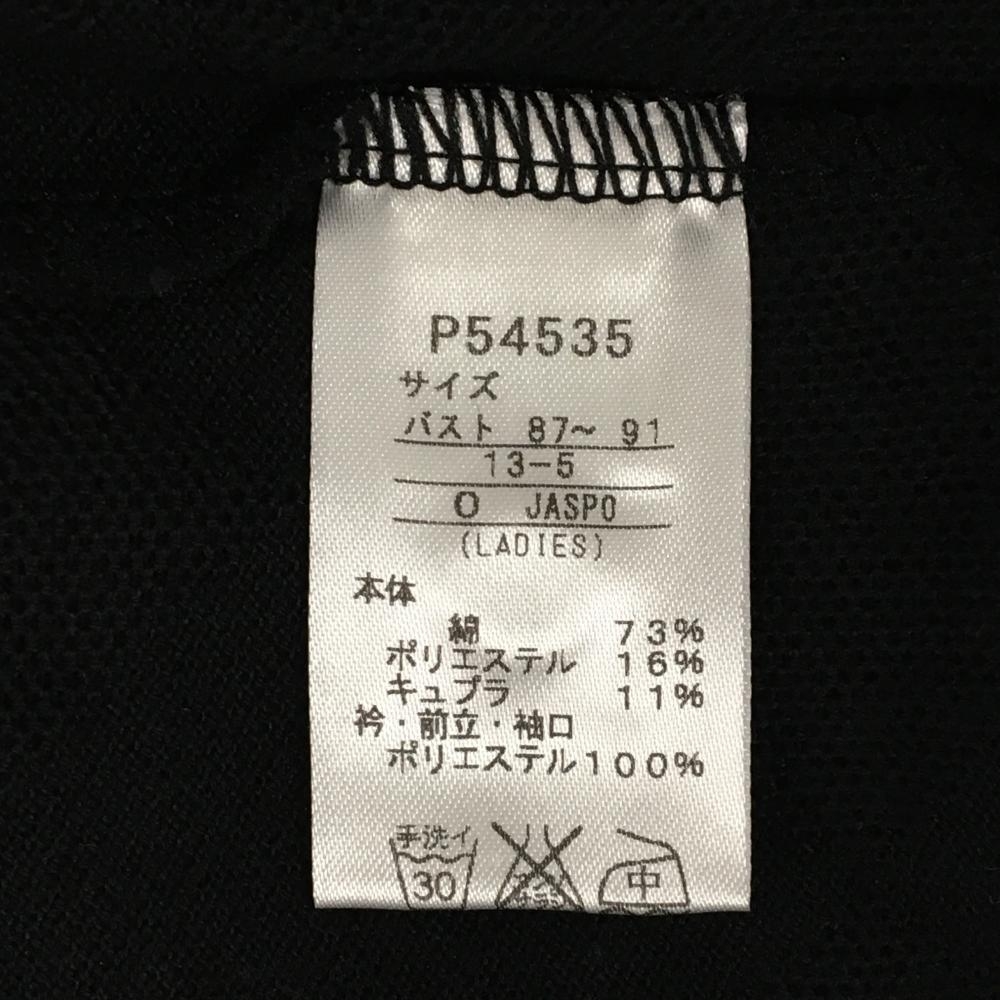 P54535
サイズ
バスト 87～ 91
13-5
O JASPO
(LADIES)
本体
綿 73%
ポリエステル 16%
キュプラ 11%
衿・前立・袖口
ポリエステル100%
手洗イ
30
中